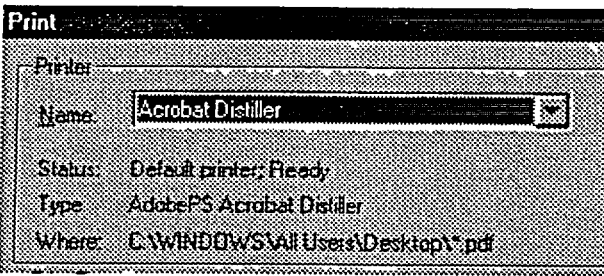 Print
Printer
Name: Acrobat Distiller
Status: Default printer; Ready
Type: AdobePS Acrobat Distiller
Where: C:\WINDOWS\All Users\Desktop\*.pdf